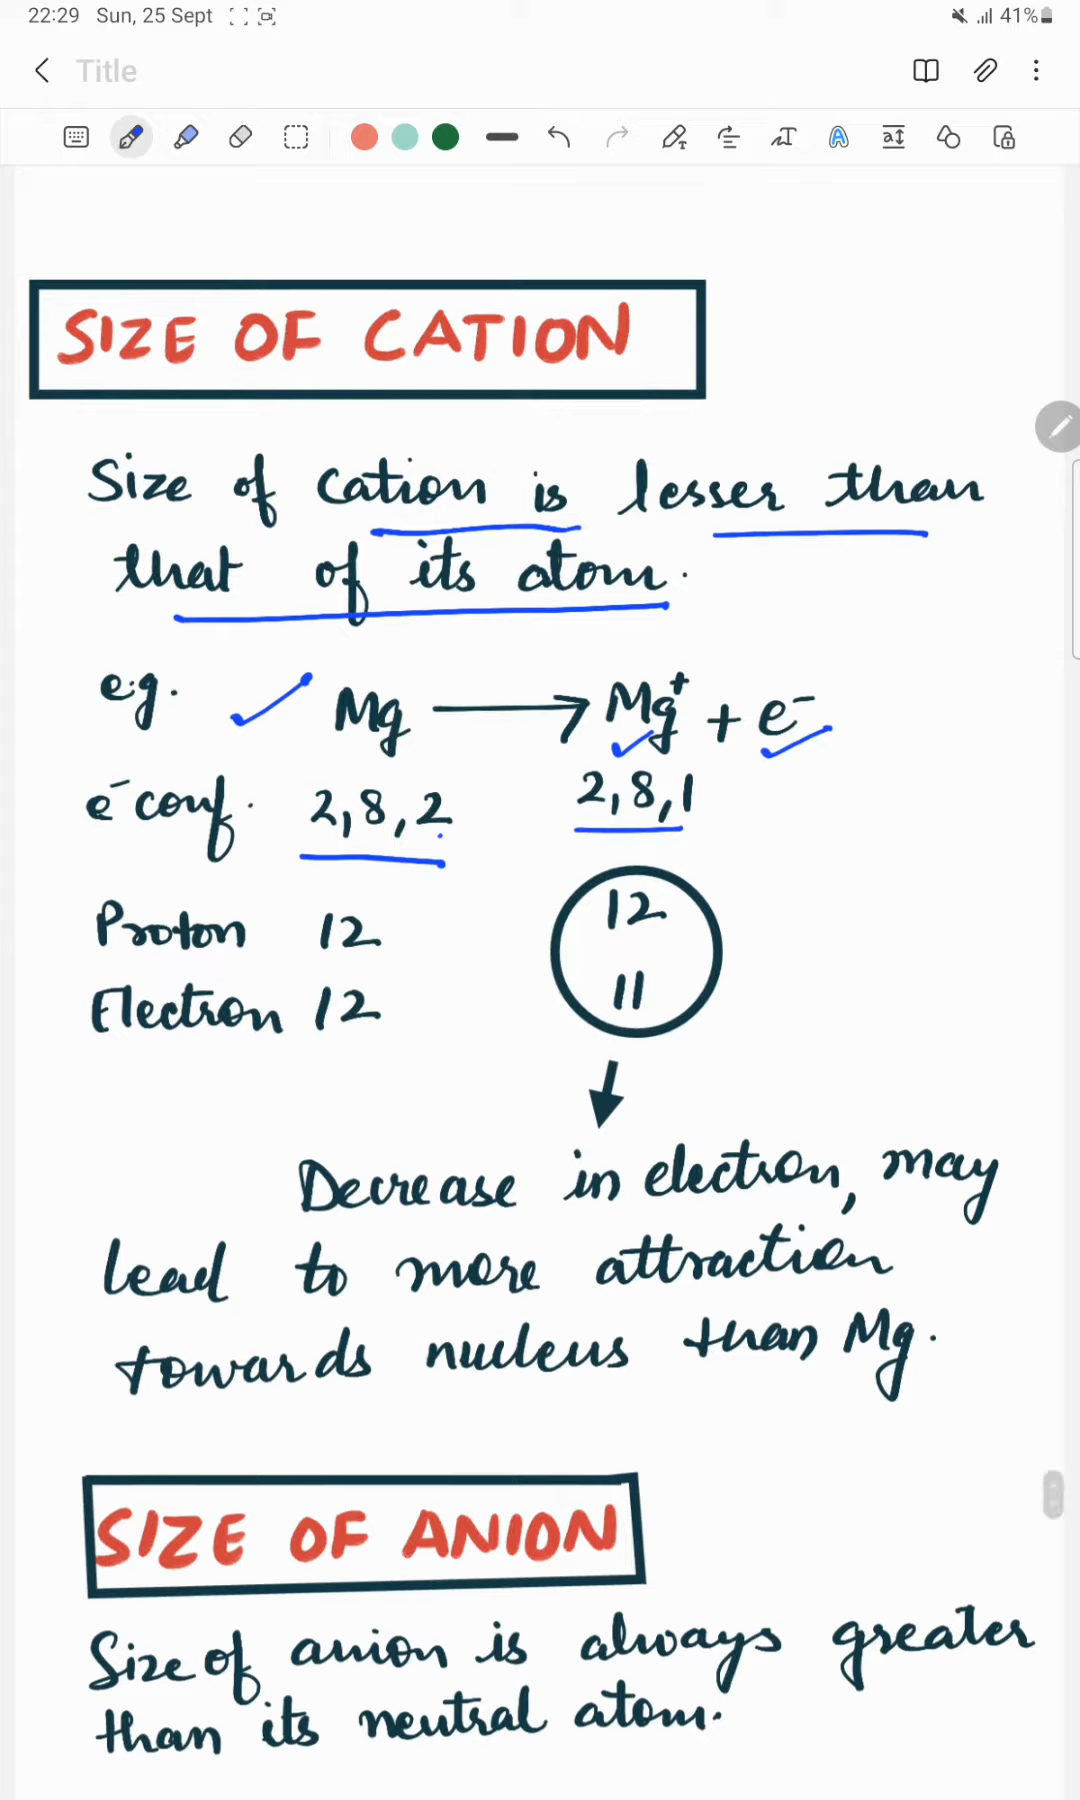 22:29 Sun, 25 Sept 41%
Title
SIZE OF CATION
Size of cation is lesser than
that of its atom.
e.g. Mg ⟶ Mg⁺ + e⁻
e⁻ conf. 2,8,2 2,8,1
Proton 12 12
Electron 12 11
Decrease in electron, may
lead to more attraction
towards nucleus than Mg.
SIZE OF ANION
Size of anion is always greater
than its neutral atom.